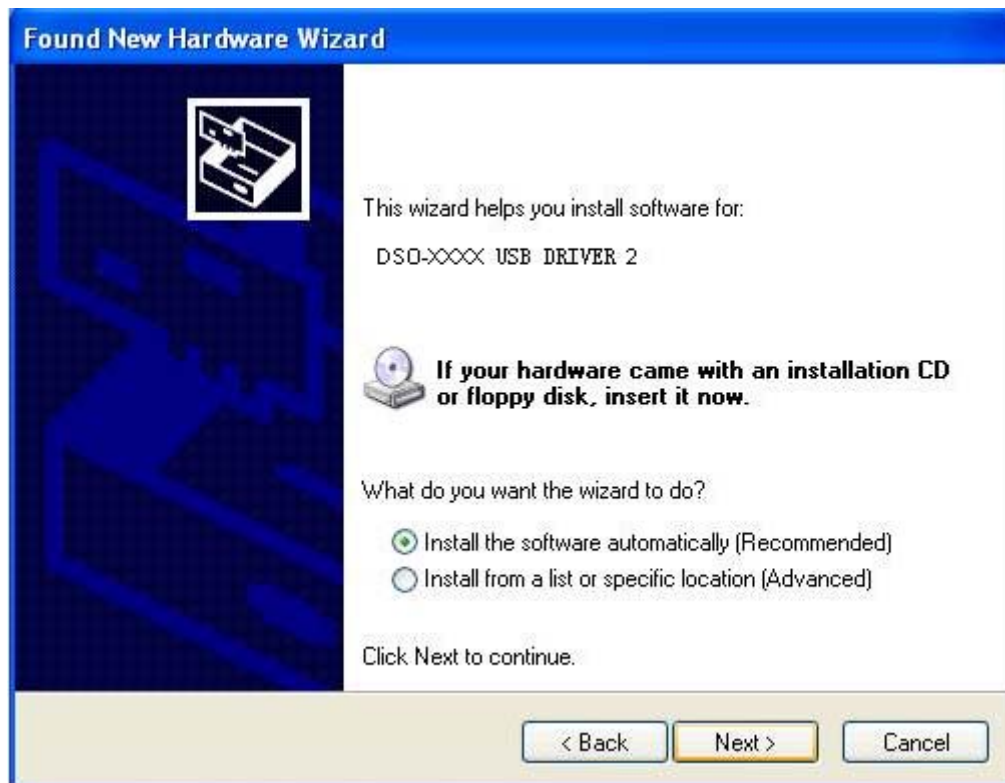 Found New Hardware Wizard
This wizard helps you install software for:
DSO-XXXX USB DRIVER 2
If your hardware came with an installation CD
or floppy disk, insert it now.
What do you want the wizard to do?
Install the software automatically (Recommended)
Install from a list or specific location (Advanced)
Click Next to continue.
< Back
Next >
Cancel